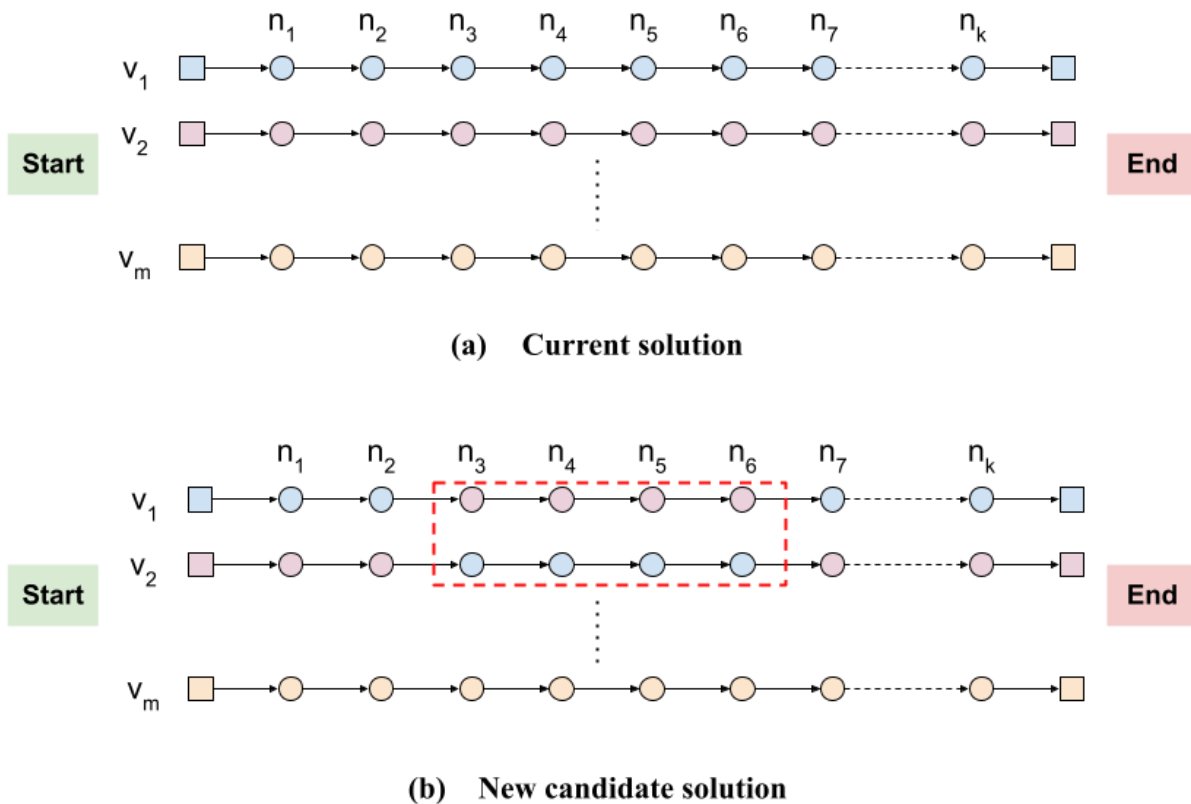 n₁ n₂ n₃ n₄ n₅ n₆ n₇ nₖ
v₁
v₂
Start
End
vₘ
(a) Current solution
n₁ n₂ n₃ n₄ n₅ n₆ n₇ nₖ
v₁
v₂
Start
End
vₘ
(b) New candidate solution